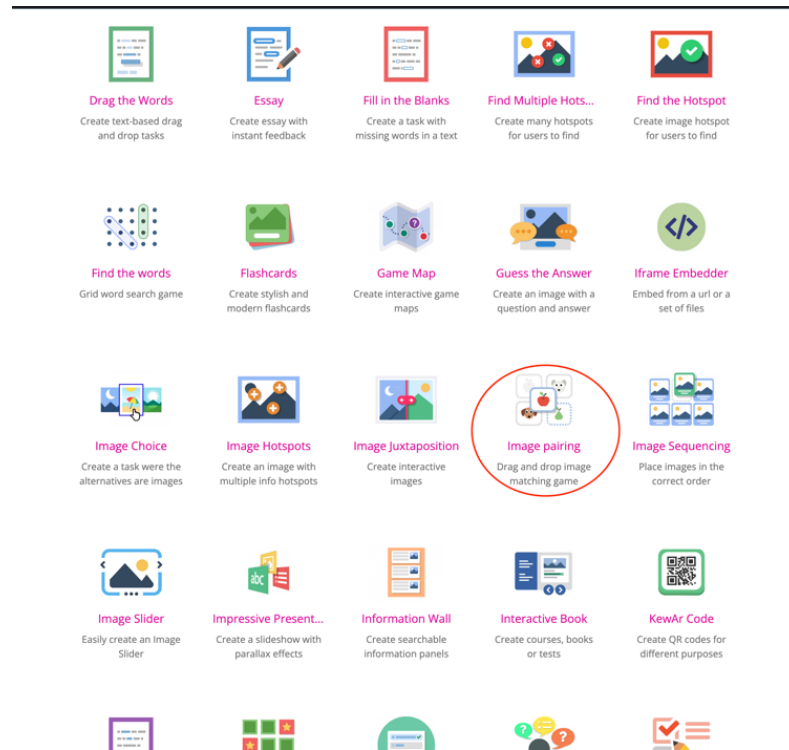 Drag the Words
Create text-based drag
and drop tasks
Essay
Create essay with
instant feedback
Fill in the Blanks
Create a task with
missing words in a text
Find Multiple Hots...
Create many hotspots
for users to find
Find the Hotspot
Create image hotspot
for users to find
Find the words
Grid word search game
Flashcards
Create stylish and
modern flashcards
Game Map
Create interactive game
maps
Guess the Answer
Create an image with a
question and answer
Iframe Embedder
Embed from a url or a
set of files
Image Choice
Create a task were the
alternatives are images
Image Hotspots
Create an image with
multiple info hotspots
Image Juxtaposition
Create interactive
images
Image pairing
Drag and drop image
matching game
Image Sequencing
Place images in the
correct order
Image Slider
Easily create an Image
Slider
abc
Impressive Present...
Create a slideshow with
parallax effects
Information Wall
Create searchable
information panels
Interactive Book
Create courses, books
or tests
KewAr Code
Create QR codes for
different purposes